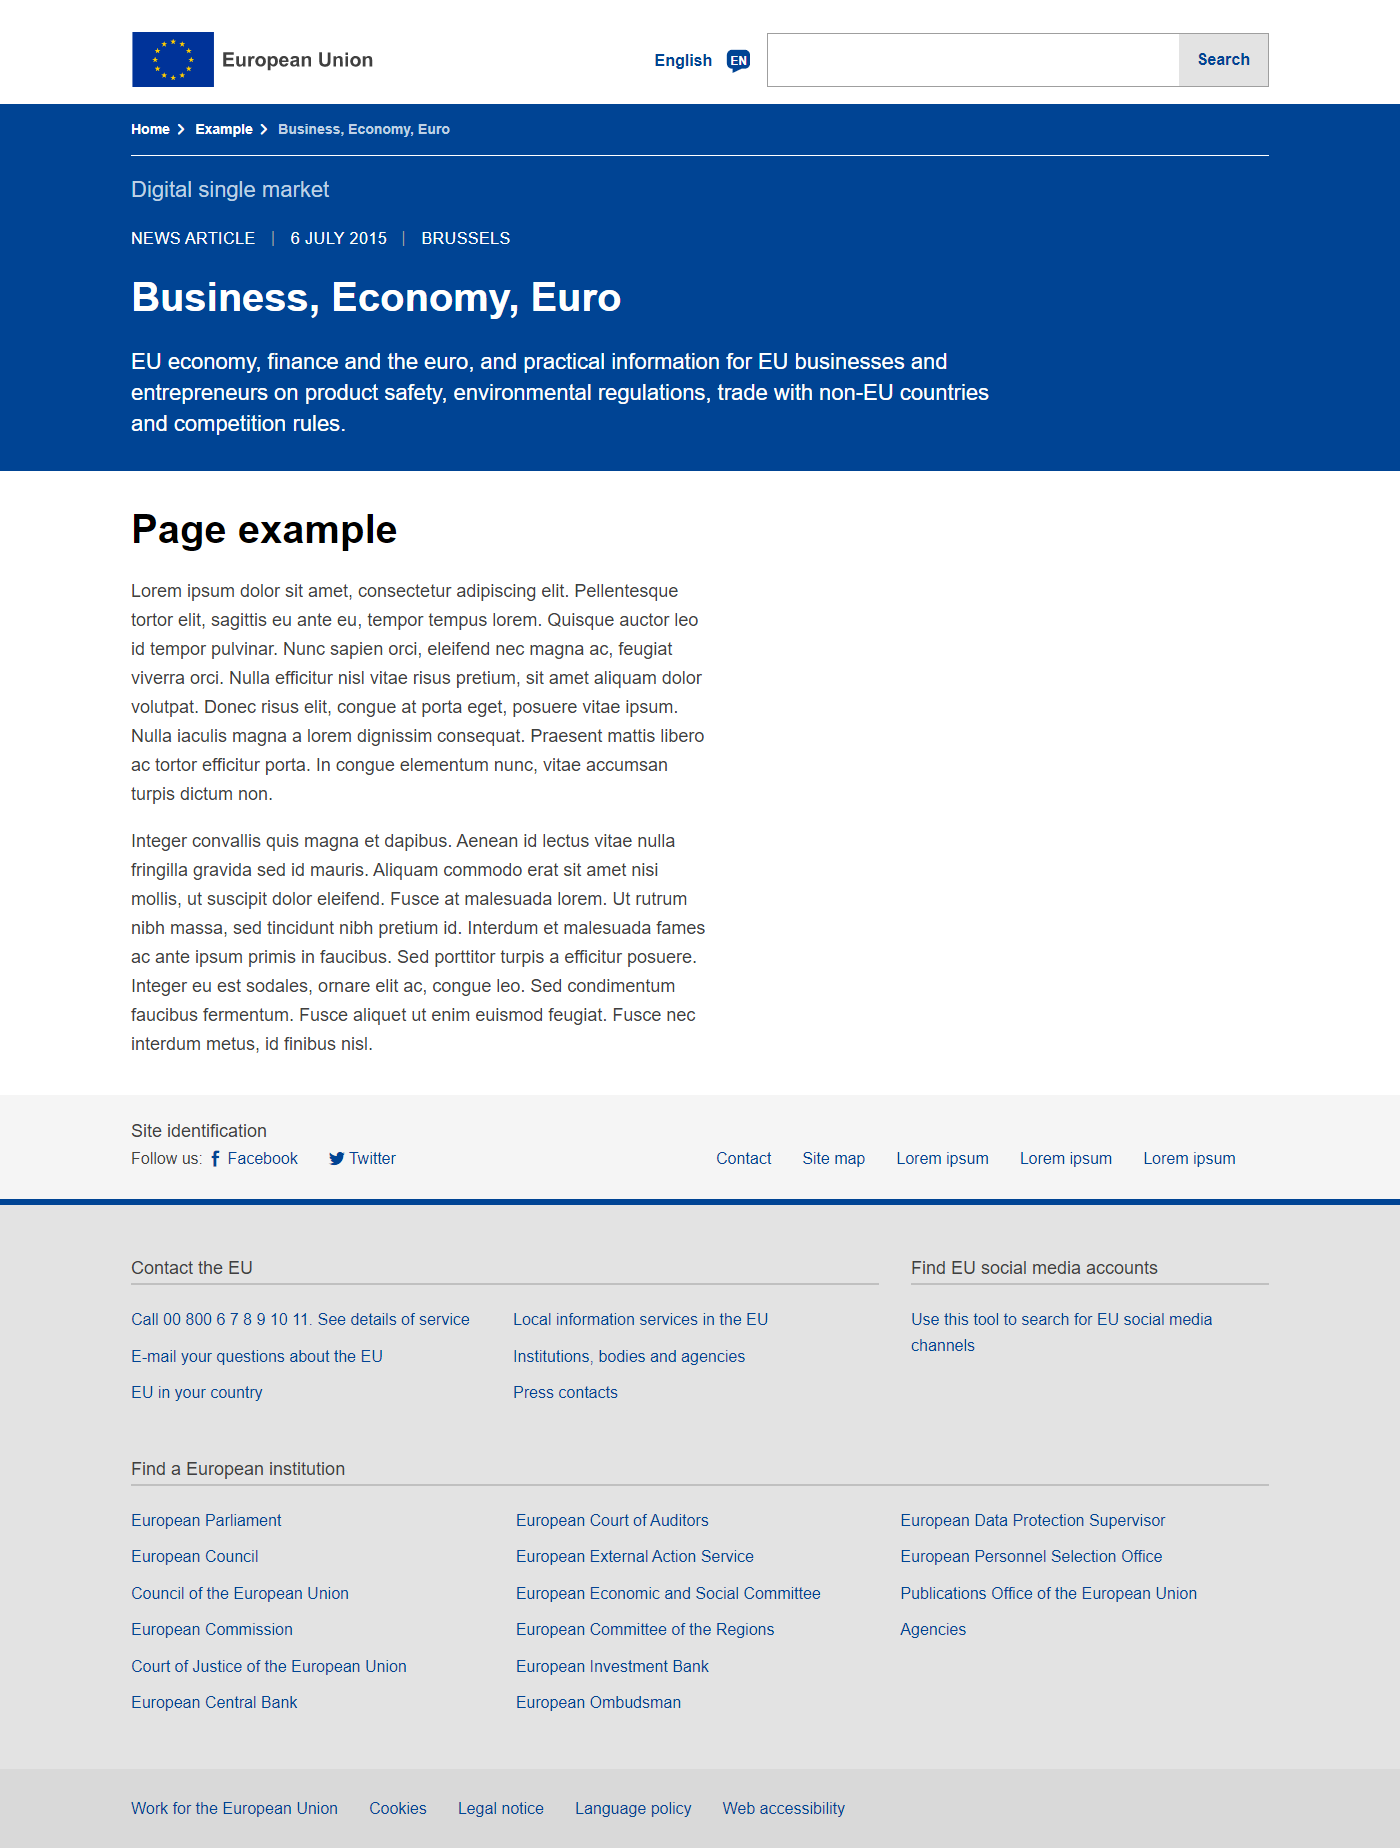 European Union
English EN Search
Home Example Business, Economy, Euro
Digital single market
NEWS ARTICLE | 6 JULY 2015 | BRUSSELS
Business, Economy, Euro
EU economy, finance and the euro, and practical information for EU businesses and
entrepreneurs on product safety, environmental regulations, trade with non-EU countries
and competition rules.
Page example
Lorem ipsum dolor sit amet, consectetur adipiscing elit. Pellentesque
tortor elit, sagittis eu ante eu, tempor tempus lorem. Quisque auctor leo
id tempor pulvinar. Nunc sapien orci, eleifend nec magna ac, feugiat
viverra orci. Nulla efficitur nisl vitae risus pretium, sit amet aliquam dolor
volutpat. Donec risus elit, congue at porta eget, posuere vitae ipsum.
Nulla iaculis magna a lorem dignissim consequat. Praesent mattis libero
ac tortor efficitur porta. In congue elementum nunc, vitae accumsan
turpis dictum non.
Integer convallis quis magna et dapibus. Aenean id lectus vitae nulla
fringilla gravida sed id mauris. Aliquam commodo erat sit amet nisi
mollis, ut suscipit dolor eleifend. Fusce at malesuada lorem. Ut rutrum
nibh massa, sed tincidunt nibh pretium id. Interdum et malesuada fames
ac ante ipsum primis in faucibus. Sed porttitor turpis a efficitur posuere.
Integer eu est sodales, ornare elit ac, congue leo. Sed condimentum
faucibus fermentum. Fusce aliquet ut enim euismod feugiat. Fusce nec
interdum metus, id finibus nisl.
Site identification
Follow us: Facebook Twitter
Contact Site map Lorem ipsum Lorem ipsum Lorem ipsum
Contact the EU
Call 00 800 6 7 8 9 10 11. See details of service
E-mail your questions about the EU
EU in your country
Local information services in the EU
Institutions, bodies and agencies
Press contacts
Find EU social media accounts
Use this tool to search for EU social media
channels
Find a European institution
European Parliament
European Council
Council of the European Union
European Commission
Court of Justice of the European Union
European Central Bank
European Court of Auditors
European External Action Service
European Economic and Social Committee
European Committee of the Regions
European Investment Bank
European Ombudsman
European Data Protection Supervisor
European Personnel Selection Office
Publications Office of the European Union
Agencies
Work for the European Union Cookies Legal notice Language policy Web accessibility